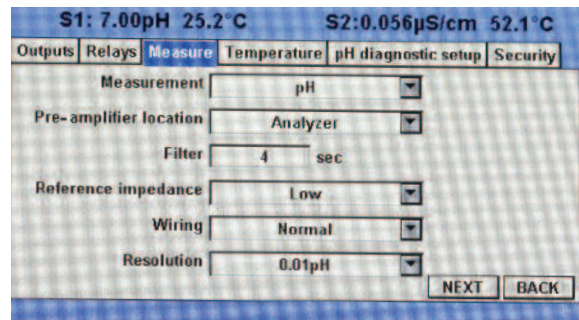 S1: 7.00pH 25.2°C S2:0.056µS/cm 52.1°C
Outputs Relays Measure Temperature pH diagnostic setup Security
Measurement pH
Pre-amplifier location Analyzer
Filter 4 sec
Reference impedance Low
Wiring Normal
Resolution 0.01pH
NEXT BACK